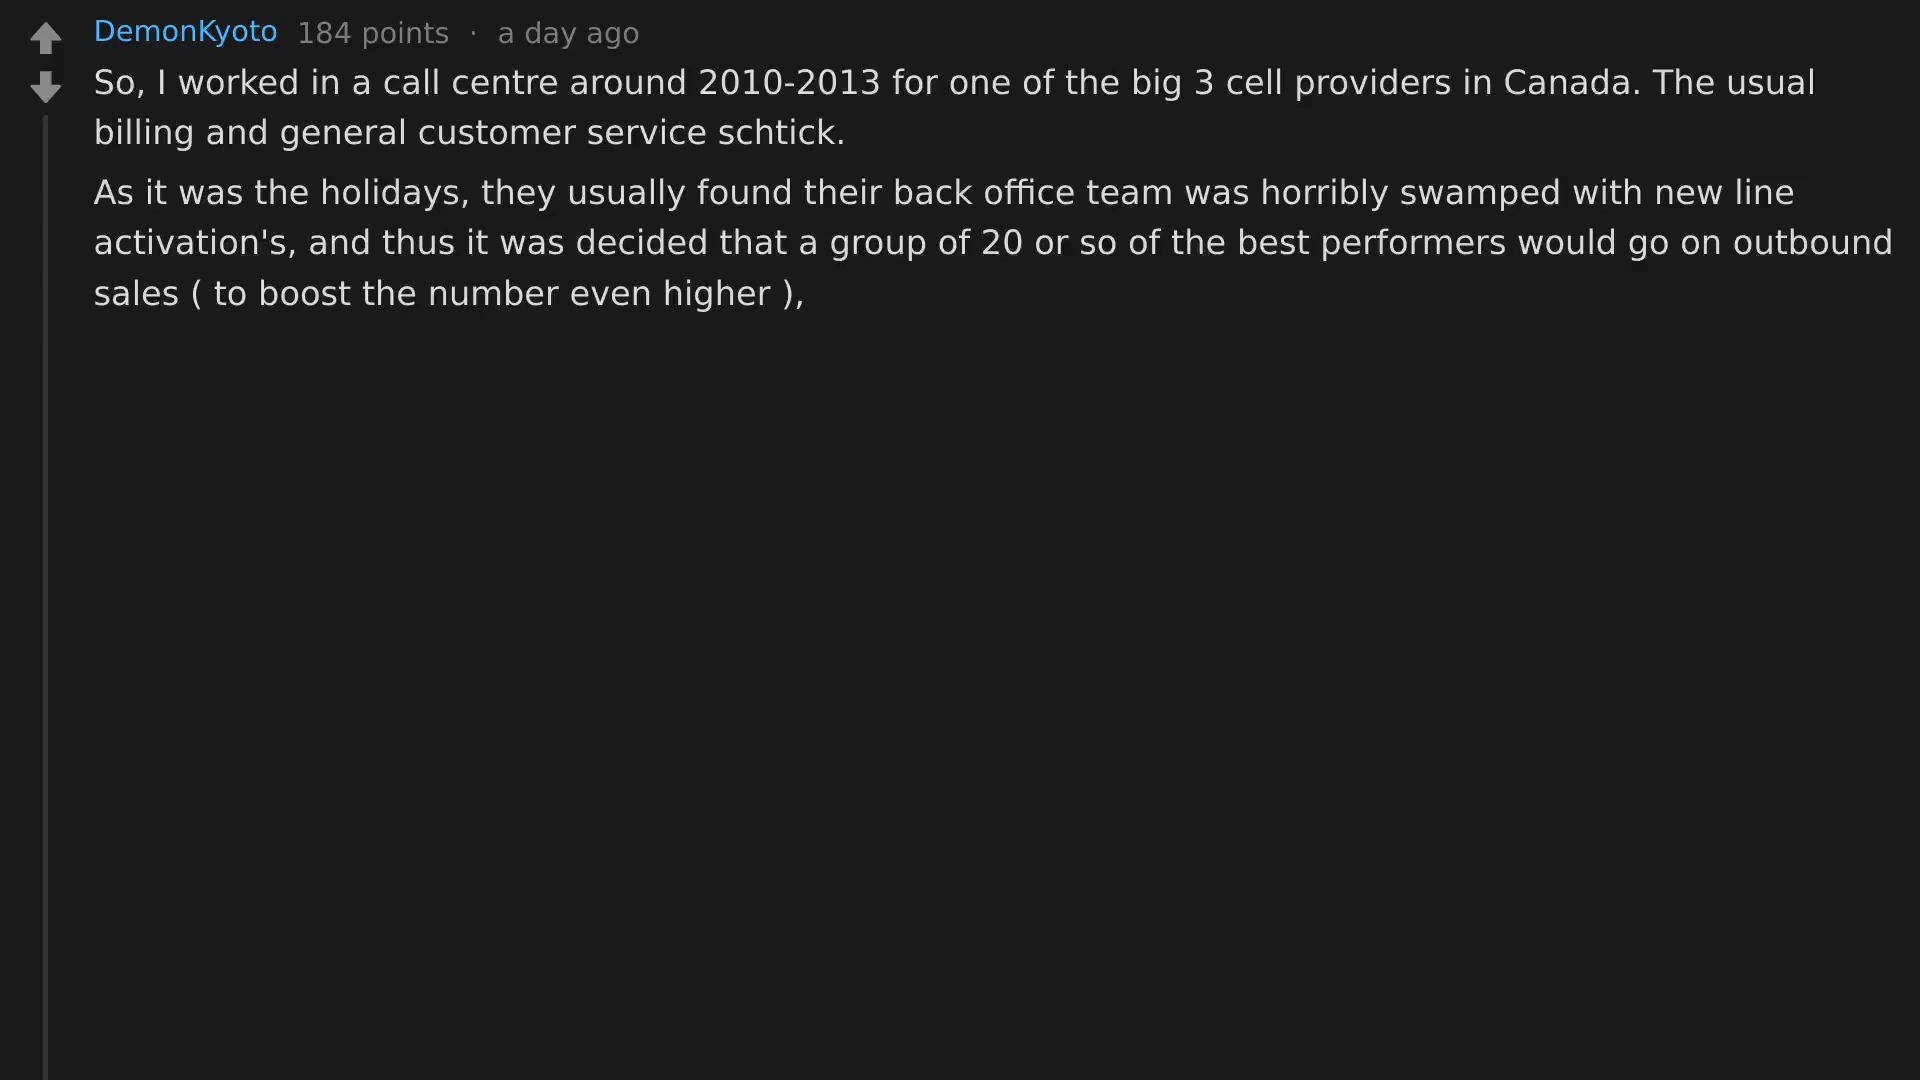 DemonKyoto 184 points · a day ago
So, I worked in a call centre around 2010-2013 for one of the big 3 cell providers in Canada. The usual
billing and general customer service schtick.
As it was the holidays, they usually found their back office team was horribly swamped with new line
activation's, and thus it was decided that a group of 20 or so of the best performers would go on outbound
sales ( to boost the number even higher ),